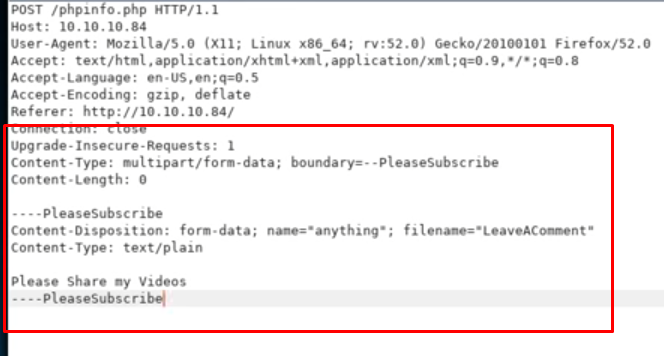 POST /phpinfo.php HTTP/1.1
Host: 10.10.10.84
User-Agent: Mozilla/5.0 (X11; Linux x86_64; rv:52.0) Gecko/20100101 Firefox/52.0
Accept: text/html,application/xhtml+xml,application/xml;q=0.9,*/*;q=0.8
Accept-Language: en-US,en;q=0.5
Accept-Encoding: gzip, deflate
Referer: http://10.10.10.84/
Connection: close
Upgrade-Insecure-Requests: 1
Content-Type: multipart/form-data; boundary=--PleaseSubscribe
Content-Length: 0

----PleaseSubscribe
Content-Disposition: form-data; name="anything"; filename="LeaveAComment"
Content-Type: text/plain

Please Share my Videos
----PleaseSubscribe